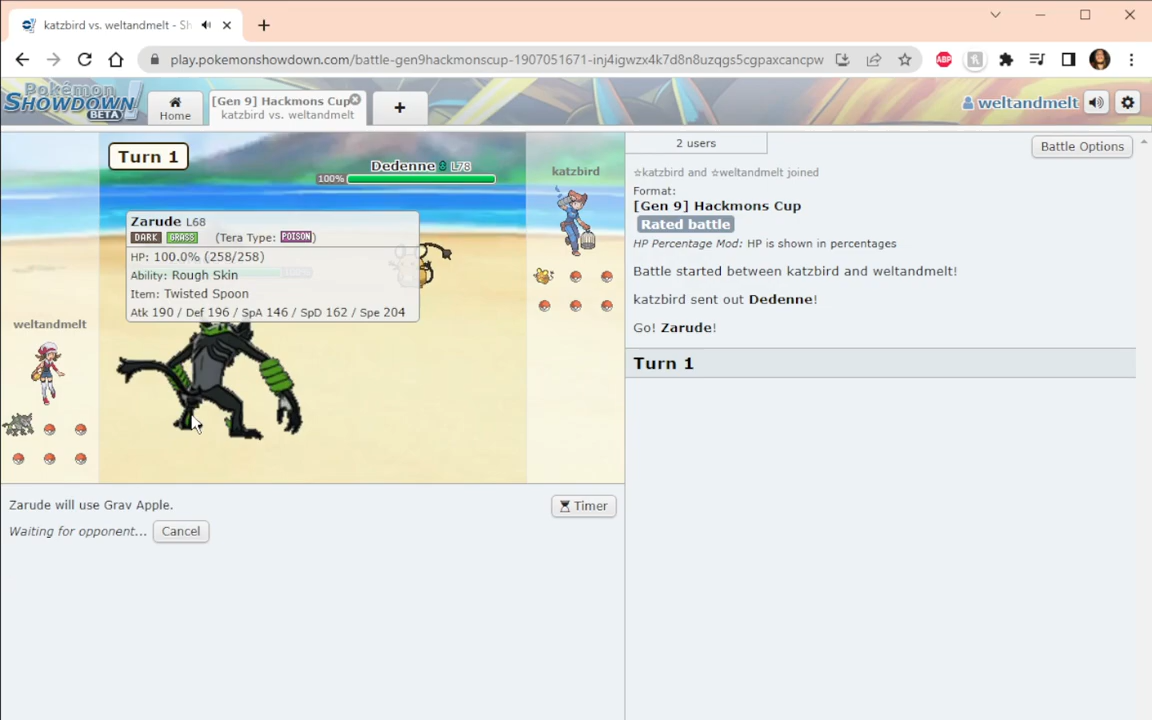 katzbird vs. weltandmelt - Sh
play.pokemonshowdown.com/battle-gen9hackmonscup-1907051671-inj4igwzx4k7d8n8uzqgs5cgpaxcancpw
ABP
Pokémon
SHOWDOWN!
BETA
Home
[Gen 9] Hackmons Cup
katzbird vs. weltandmelt
+
weltandmelt
Turn 1
Dedenne L78
100%
katzbird
Zarude L68
DARK GRASS (Tera Type: POISON)
HP: 100.0% (258/258)
Ability: Rough Skin
Item: Twisted Spoon
Atk 190 / Def 196 / SpA 146 / SpD 162 / Spe 204
weltandmelt
Zarude will use Grav Apple.
Timer
Waiting for opponent... Cancel
2 users
Battle Options
☆katzbird and ☆weltandmelt joined
Format:
[Gen 9] Hackmons Cup
Rated battle
HP Percentage Mod: HP is shown in percentages
Battle started between katzbird and weltandmelt!
katzbird sent out Dedenne!
Go! Zarude!
Turn 1